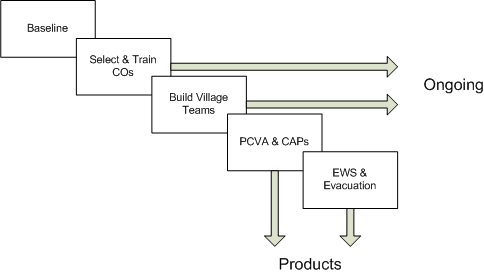 Baseline
Select & Train
COs
Ongoing
Build Village
Teams
PCVA & CAPs
EWS &
Evacuation
Products